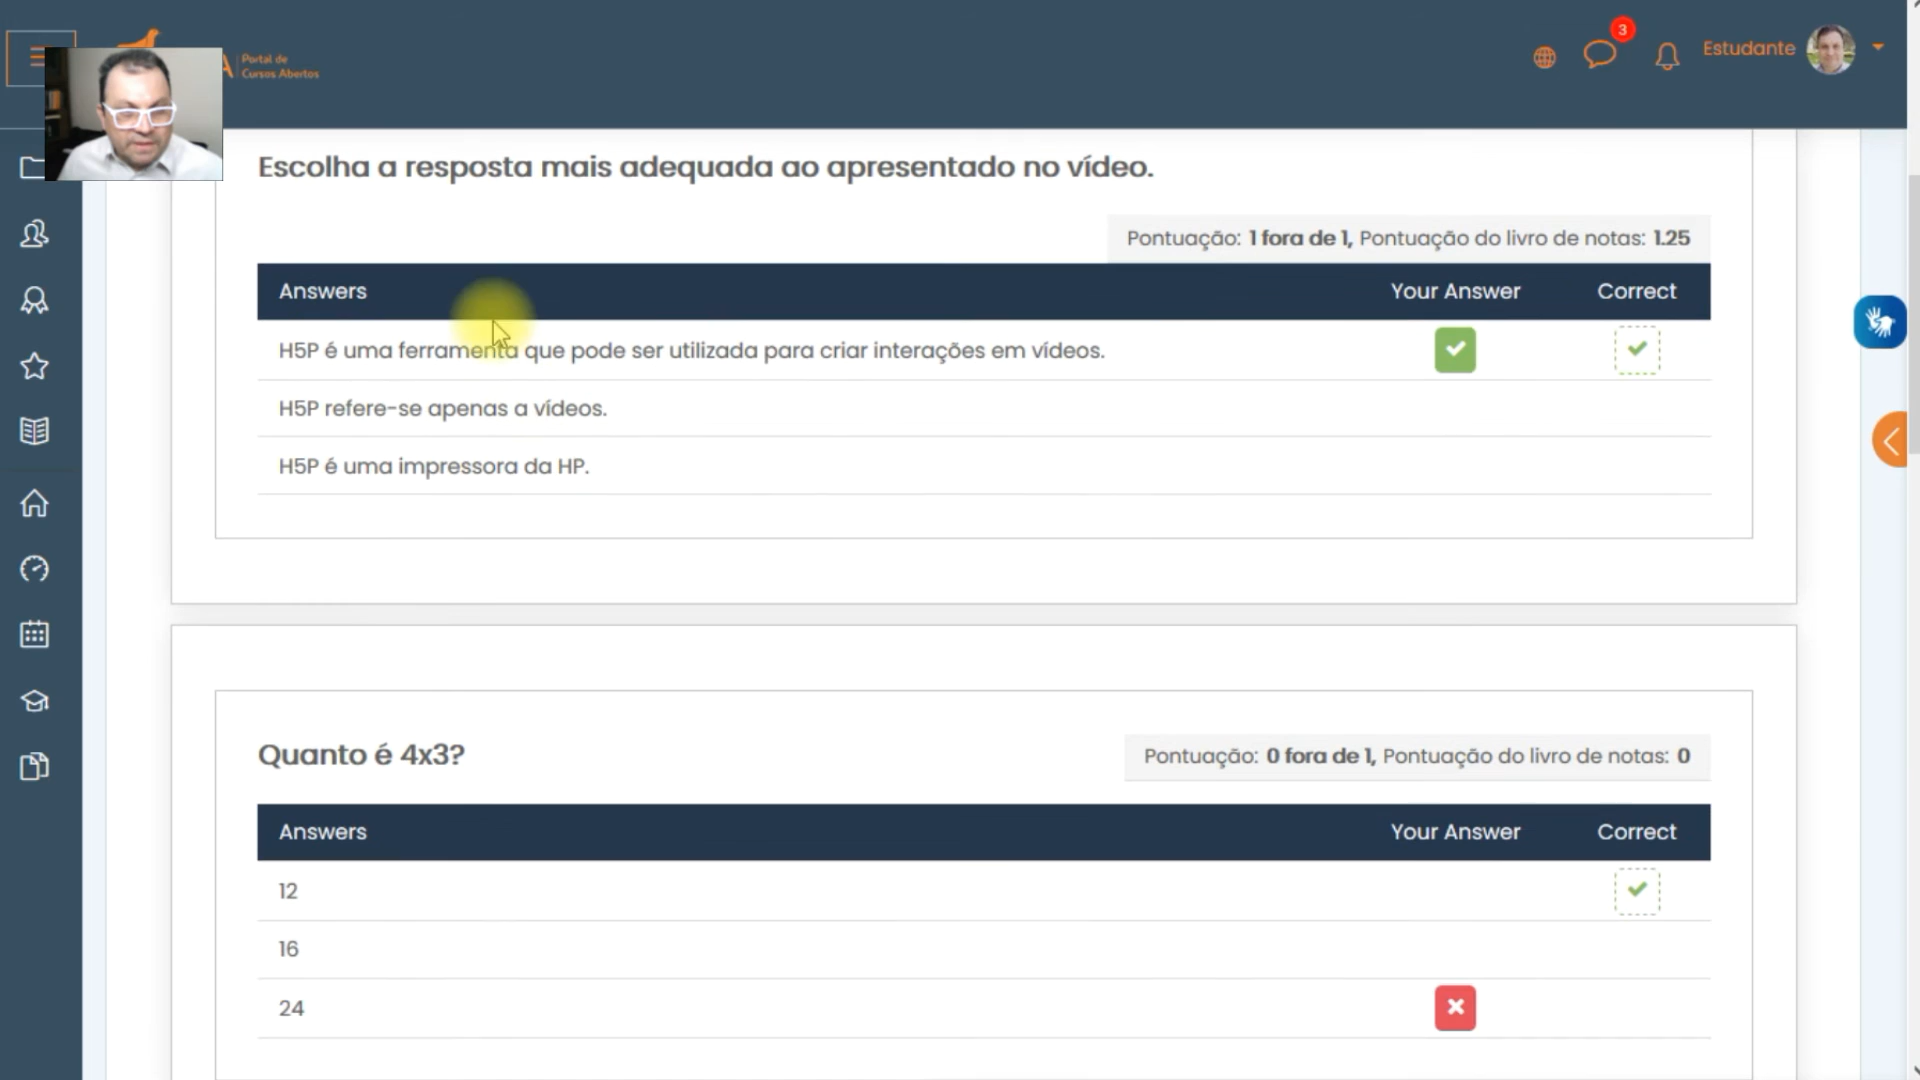 A
Portal de
Cursos Abertos
3
Estudante
Escolha a resposta mais adequada ao apresentado no vídeo.
Pontuação: 1 fora de 1, Pontuação do livro de notas: 1.25
Answers Your Answer Correct
H5P é uma ferramenta que pode ser utilizada para criar interações em vídeos.
H5P refere-se apenas a vídeos.
H5P é uma impressora da HP.
Quanto é 4x3?
Pontuação: 0 fora de 1, Pontuação do livro de notas: 0
Answers Your Answer Correct
12
16
24